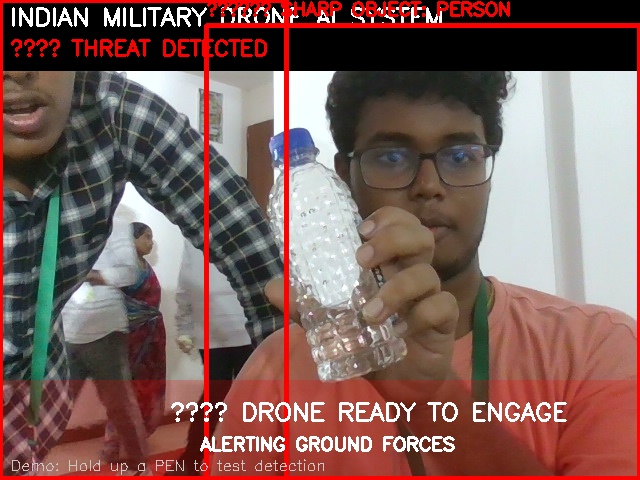 INDIAN MILITARY DRONE AI SYSTEM
SHARP OBJECT: PERSON
???? THREAT DETECTED
???? DRONE READY TO ENGAGE
ALERTING GROUND FORCES
Demo: Hold up a PEN to test detection